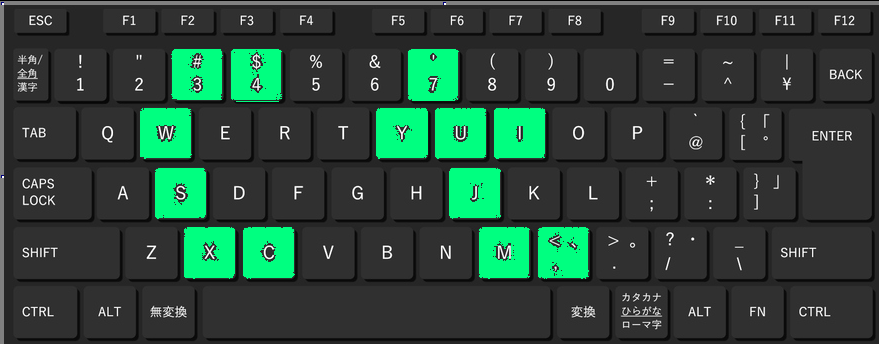 ESC F1 F2 F3 F4 F5 F6 F7 F8 F9 F10 F11 F12
半角/ ! " # $ % & ' ( ) = ~ |
全角
漢字 1 2 3 4 5 6 7 8 9 0 － ^ ¥ BACK
TAB Q W E R T Y U I O P ` @ { 「 [ ° ENTER
CAPS LOCK A S D F G H J K L + ; * : } 」 ]
SHIFT Z X C V B N M < 、 , > 。 . ? ・ / _ \ SHIFT
CTRL ALT 無変換 変換 カタカナ ひらがな ローマ字 ALT FN CTRL